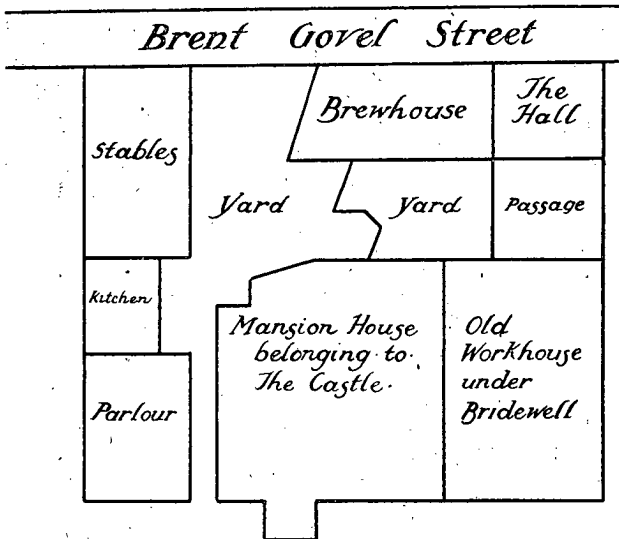 Brent Govel Street
Stables
Brewhouse
The
Hall
Yard
Yard
Passage
Kitchen
Mansion House
belonging to
The Castle.
Old
Workhouse
under
Bridewell
Parlour